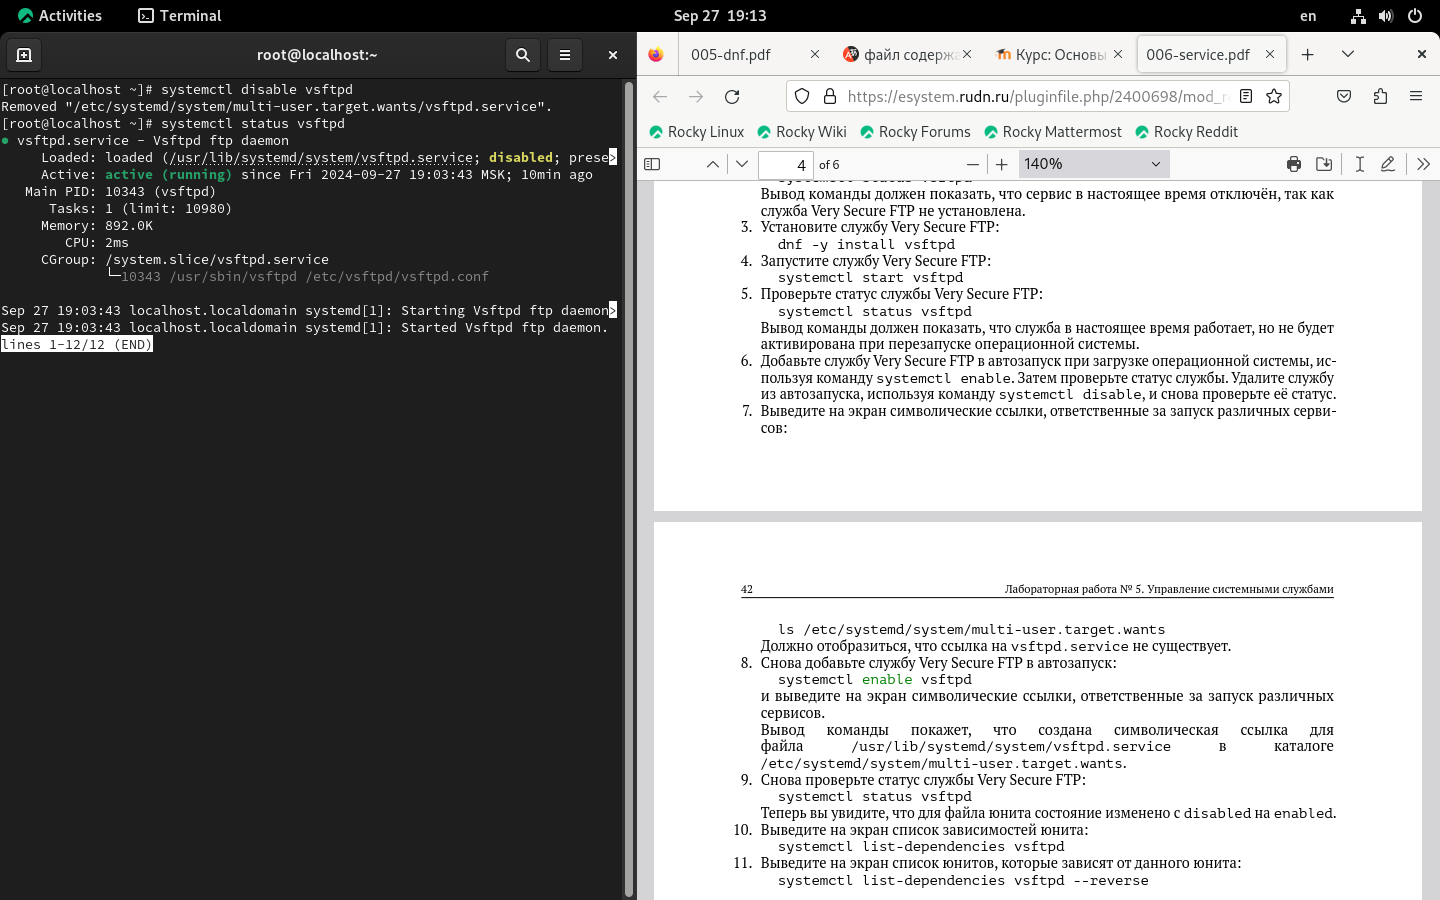 Activities
Terminal
Sep 27 19:13
en
root@localhost:~
[root@localhost ~]# systemctl disable vsftpd
Removed "/etc/systemd/system/multi-user.target.wants/vsftpd.service".
[root@localhost ~]# systemctl status vsftpd
● vsftpd.service - Vsftpd ftp daemon
Loaded: loaded (/usr/lib/systemd/system/vsftpd.service; disabled; prese>
Active: active (running) since Fri 2024-09-27 19:03:43 MSK; 10min ago
Main PID: 10343 (vsftpd)
Tasks: 1 (limit: 10980)
Memory: 892.0K
CPU: 2ms
CGroup: /system.slice/vsftpd.service
└─10343 /usr/sbin/vsftpd /etc/vsftpd/vsftpd.conf
Sep 27 19:03:43 localhost.localdomain systemd[1]: Starting Vsftpd ftp daemon>
Sep 27 19:03:43 localhost.localdomain systemd[1]: Started Vsftpd ftp daemon.
lines 1-12/12 (END)
005-dnf.pdf
файл содержа
Курс: Основы
006-service.pdf
https://esystem.rudn.ru/pluginfile.php/2400698/mod_r
Rocky Linux
Rocky Wiki
Rocky Forums
Rocky Mattermost
Rocky Reddit
4 of 6
140%
Вывод команды должен показать, что сервис в настоящее время отключён, так как
служба Very Secure FTP не установлена.
3. Установите службу Very Secure FTP:
dnf -y install vsftpd
4. Запустите службу Very Secure FTP:
systemctl start vsftpd
5. Проверьте статус службы Very Secure FTP:
systemctl status vsftpd
Вывод команды должен показать, что служба в настоящее время работает, но не будет
активирована при перезапуске операционной системы.
6. Добавьте службу Very Secure FTP в автозапуск при загрузке операционной системы, ис-
пользуя команду systemctl enable. Затем проверьте статус службы. Удалите службу
из автозапуска, используя команду systemctl disable, и снова проверьте её статус.
7. Выведите на экран символические ссылки, ответственные за запуск различных серви-
сов:
42 Лабораторная работа № 5. Управление системными службами
ls /etc/systemd/system/multi-user.target.wants
Должно отобразиться, что ссылка на vsftpd.service не существует.
8. Снова добавьте службу Very Secure FTP в автозапуск:
systemctl enable vsftpd
и выведите на экран символические ссылки, ответственные за запуск различных
сервисов.
Вывод команды покажет, что создана символическая ссылка для
файла /usr/lib/systemd/system/vsftpd.service в каталоге
/etc/systemd/system/multi-user.target.wants.
9. Снова проверьте статус службы Very Secure FTP:
systemctl status vsftpd
Теперь вы увидите, что для файла юнита состояние изменено с disabled на enabled.
10. Выведите на экран список зависимостей юнита:
systemctl list-dependencies vsftpd
11. Выведите на экран список юнитов, которые зависят от данного юнита:
systemctl list-dependencies vsftpd --reverse